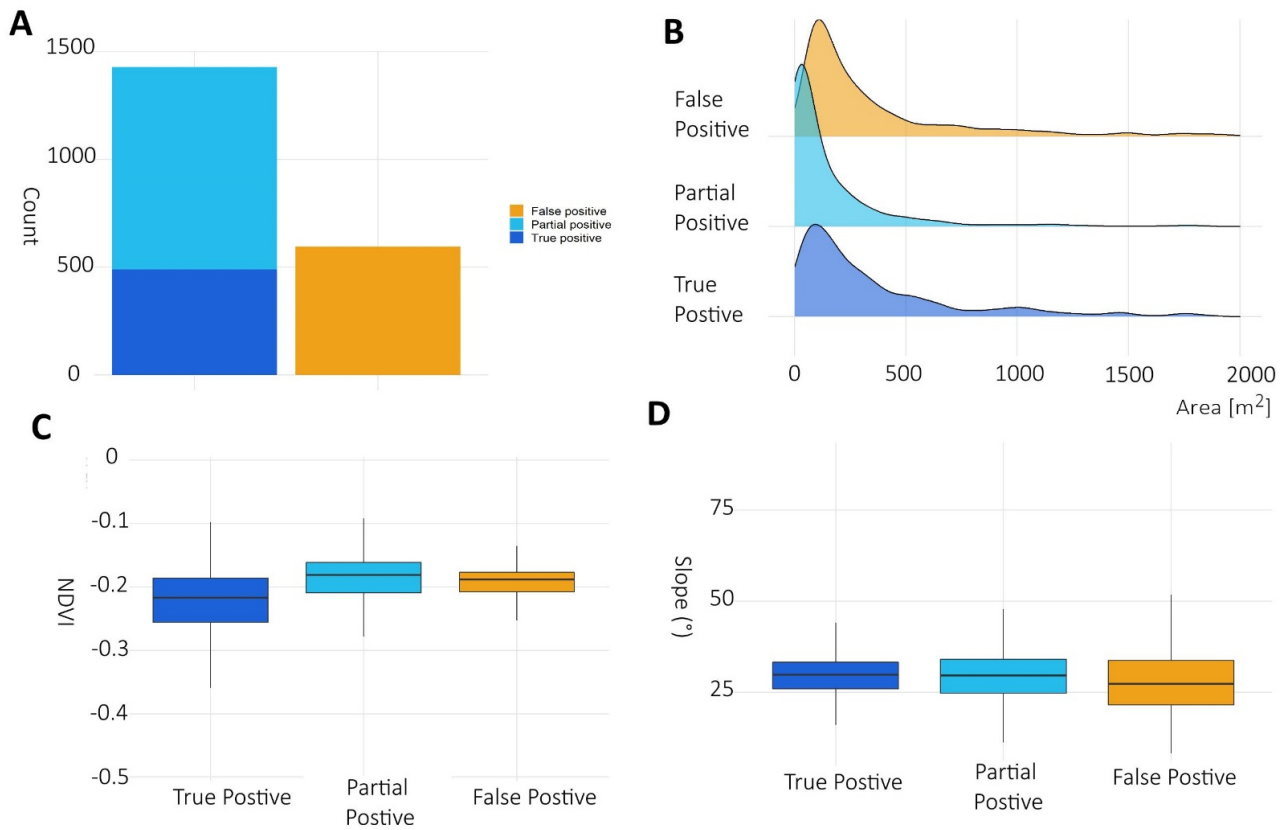 A
1500
1000
500
0
Count
False positive
Partial positive
True positive
B
False
Positive
Partial
Positive
True
Postive
0 500 1000 1500 2000
Area [m²]
C
0
-0.1
-0.2
-0.3
-0.4
-0.5
NDVI
True Postive
Partial
Postive
False Postive
D
75
50
25
Slope (°)
True Postive
Partial
Postive
False Postive